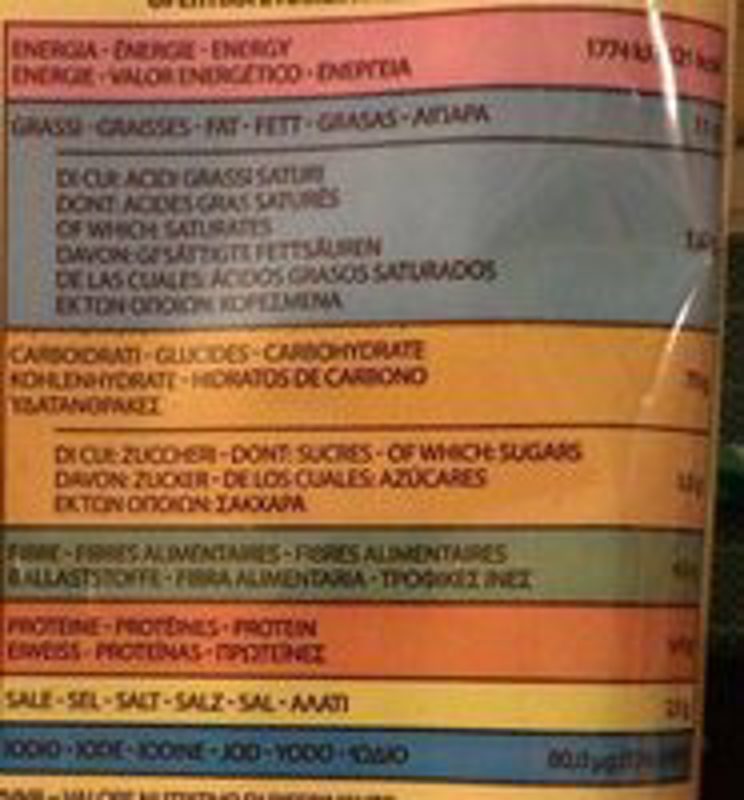 ENERGIA - ÉNERGIE - ENERGY
ENERGIE - VALOR ENERGÉTICO - ΕΝΕΡΓΕΙΑ
1774 kJ
GRASSI - GRAISSES - FAT - FETT - GRASAS - ΛΙΠΑΡΑ
DI CUI: ACIDI GRASSI SATURI
DONT: ACIDES GRAS SATURÉS
OF WHICH: SATURATES
DAVON: GESÄTTIGTE FETTSÄUREN
DE LAS CUALES: ÁCIDOS GRASOS SATURADOS
ΕΚ ΤΩΝ ΟΠΟΙΩΝ: ΚΟΡΕΣΜΕΝΑ
CARBOIDRATI - GLUCIDES - CARBOHYDRATE
KOHLENHYDRATE - HIDRATOS DE CARBONO
ΥΔΑΤΑΝΘΡΑΚΕΣ
DI CUI: ZUCCHERI - DONT: SUCRES - OF WHICH: SUGARS
DAVON: ZUCKER - DE LOS CUALES: AZÚCARES
ΕΚ ΤΩΝ ΟΠΟΙΩΝ: ΣΑΚΧΑΡΑ
FIBRE - FIBRES ALIMENTAIRES - FIBRES ALIMENTAIRES
BALLASTSTOFFE - FIBRA ALIMENTARIA - ΤΡΟΦΙΚΕΣ ΙΝΕΣ
PROTEINE - PROTÉINES - PROTEIN
EIWEISS - PROTEÍNAS - ΠΡΩΤΕΪΝΕΣ
SALE - SEL - SALT - SALZ - SAL - ΑΛΑΤΙ
IODIO - IODE - IODINE - JOD - YODO - ΙΩΔΙΟ